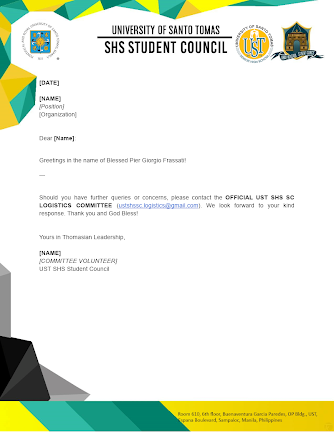 UNIVERSITY OF SANTO TOMAS
SHS STUDENT COUNCIL
UST
[DATE]
[NAME]
[Position]
[Organization]
Dear [Name]
Greetings in the name of Blessed Pier Giorgio Frassati!
—
Should you have further queries or concerns, please contact the OFFICIAL UST SHS SC
LOGISTICS COMMITTEE (ustshssc.logistics@gmail.com). We look forward to your kind
response. Thank you and God Bless!
Yours in Thomasian Leadership,
[NAME]
[COMMITTEE VOLUNTEER]
UST SHS Student Council
Room 610, 6th floor, Buenaventura Garcia Paredes, OP Bldg., UST,
Espana Boulevard, Sampaloc, Manila, Philippines